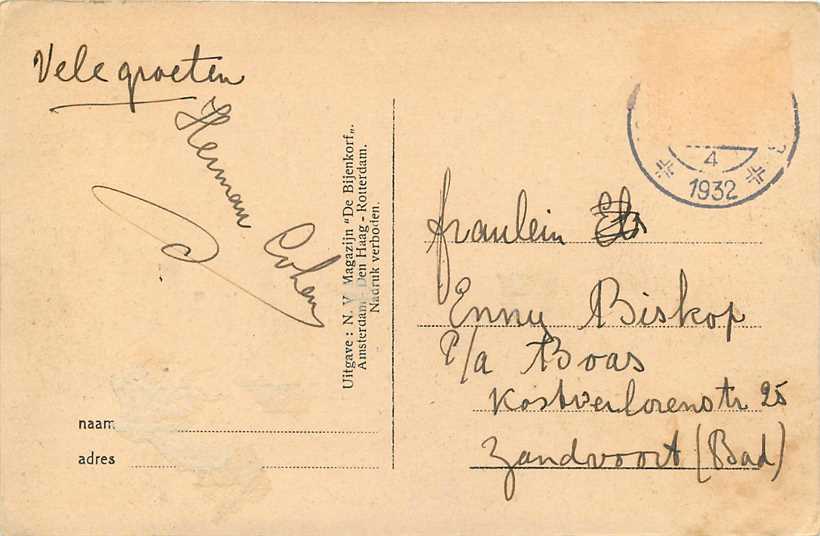 Vele groeten
Herman Cohen
Uitgave: N. V. Magazijn "De Bijenkorf„.
Amsterdam - Den Haag - Rotterdam.
Nadruk verboden.
naam
adres
4
1932
fraulein
Enny Biskop
P/a Boas
Kostverlorenstr 25
Zandvoort (Bad)